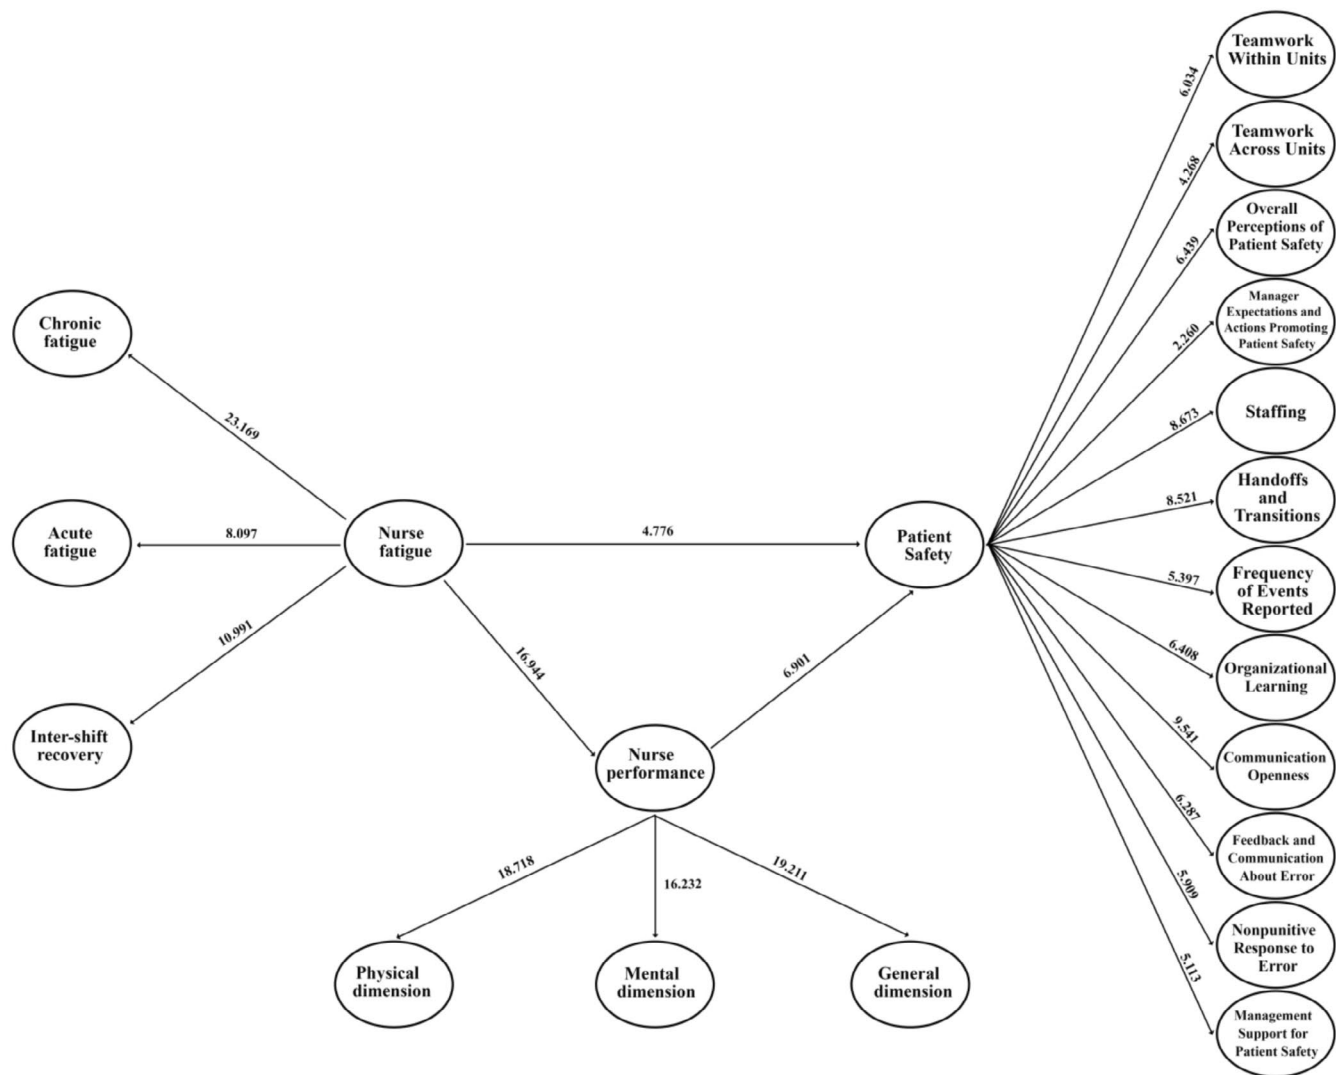 Teamwork
Within Units
6.034
Teamwork
Across Units
4.268
Overall
Perceptions of
Patient Safety
6.439
Manager
Expectations and
Actions Promoting
Patient Safety
2.260
Chronic
fatigue
23.169
Staffing
8.673
Handoffs
and
Transitions
8.521
Acute
fatigue
8.097
Nurse
fatigue
4.776
Patient
Safety
Frequency
of Events
Reported
5.397
10.991
16.944
6.901
Organizational
Learning
6.408
Inter-shift
recovery
Nurse
performance
Communication
Openness
9.541
Feedback and
Communication
About Error
6.287
18.718
16.232
19.211
Nonpunitive
Response to
Error
5.909
Physical
dimension
Mental
dimension
General
dimension
Management
Support for
Patient Safety
5.113